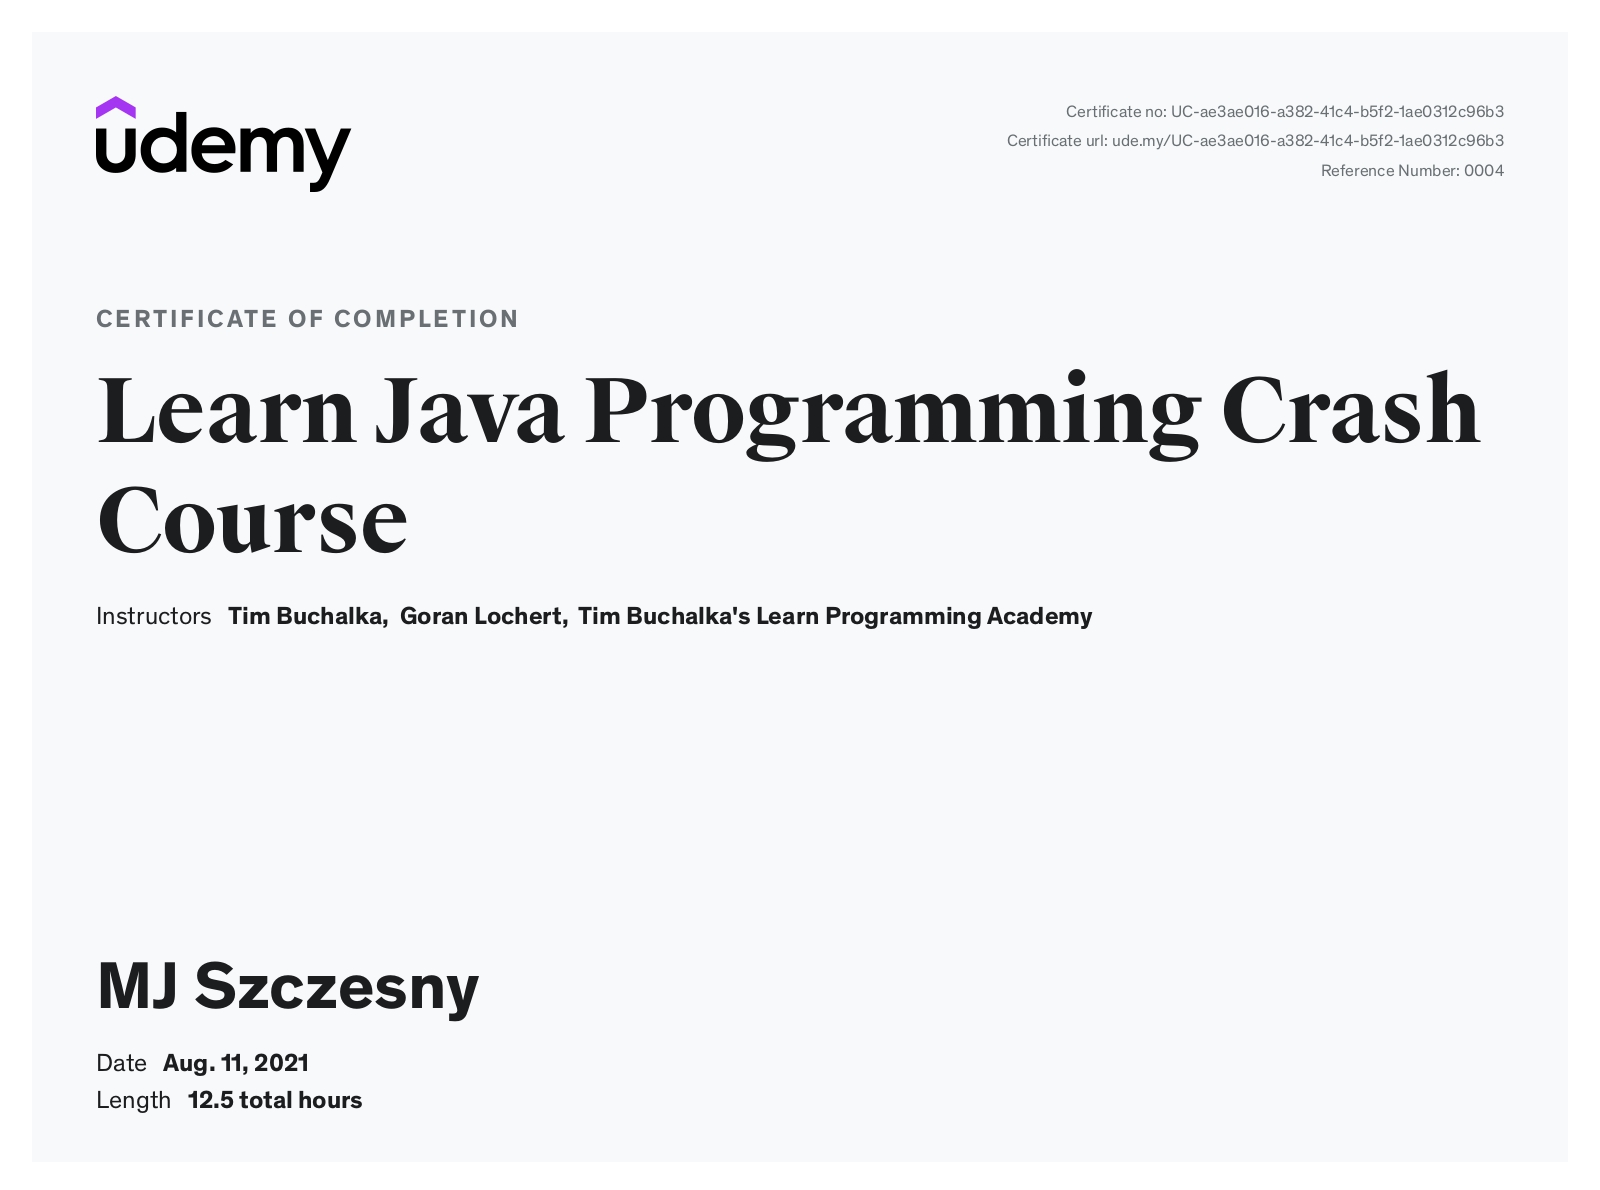 udemy
Certificate no: UC-ae3ae016-a382-41c4-b5f2-1ae0312c96b3
Certificate url: ude.my/UC-ae3ae016-a382-41c4-b5f2-1ae0312c96b3
Reference Number: 0004
CERTIFICATE OF COMPLETION
Learn Java Programming Crash
Course
Instructors Tim Buchalka, Goran Lochert, Tim Buchalka's Learn Programming Academy
MJ Szczesny
Date Aug. 11, 2021
Length 12.5 total hours